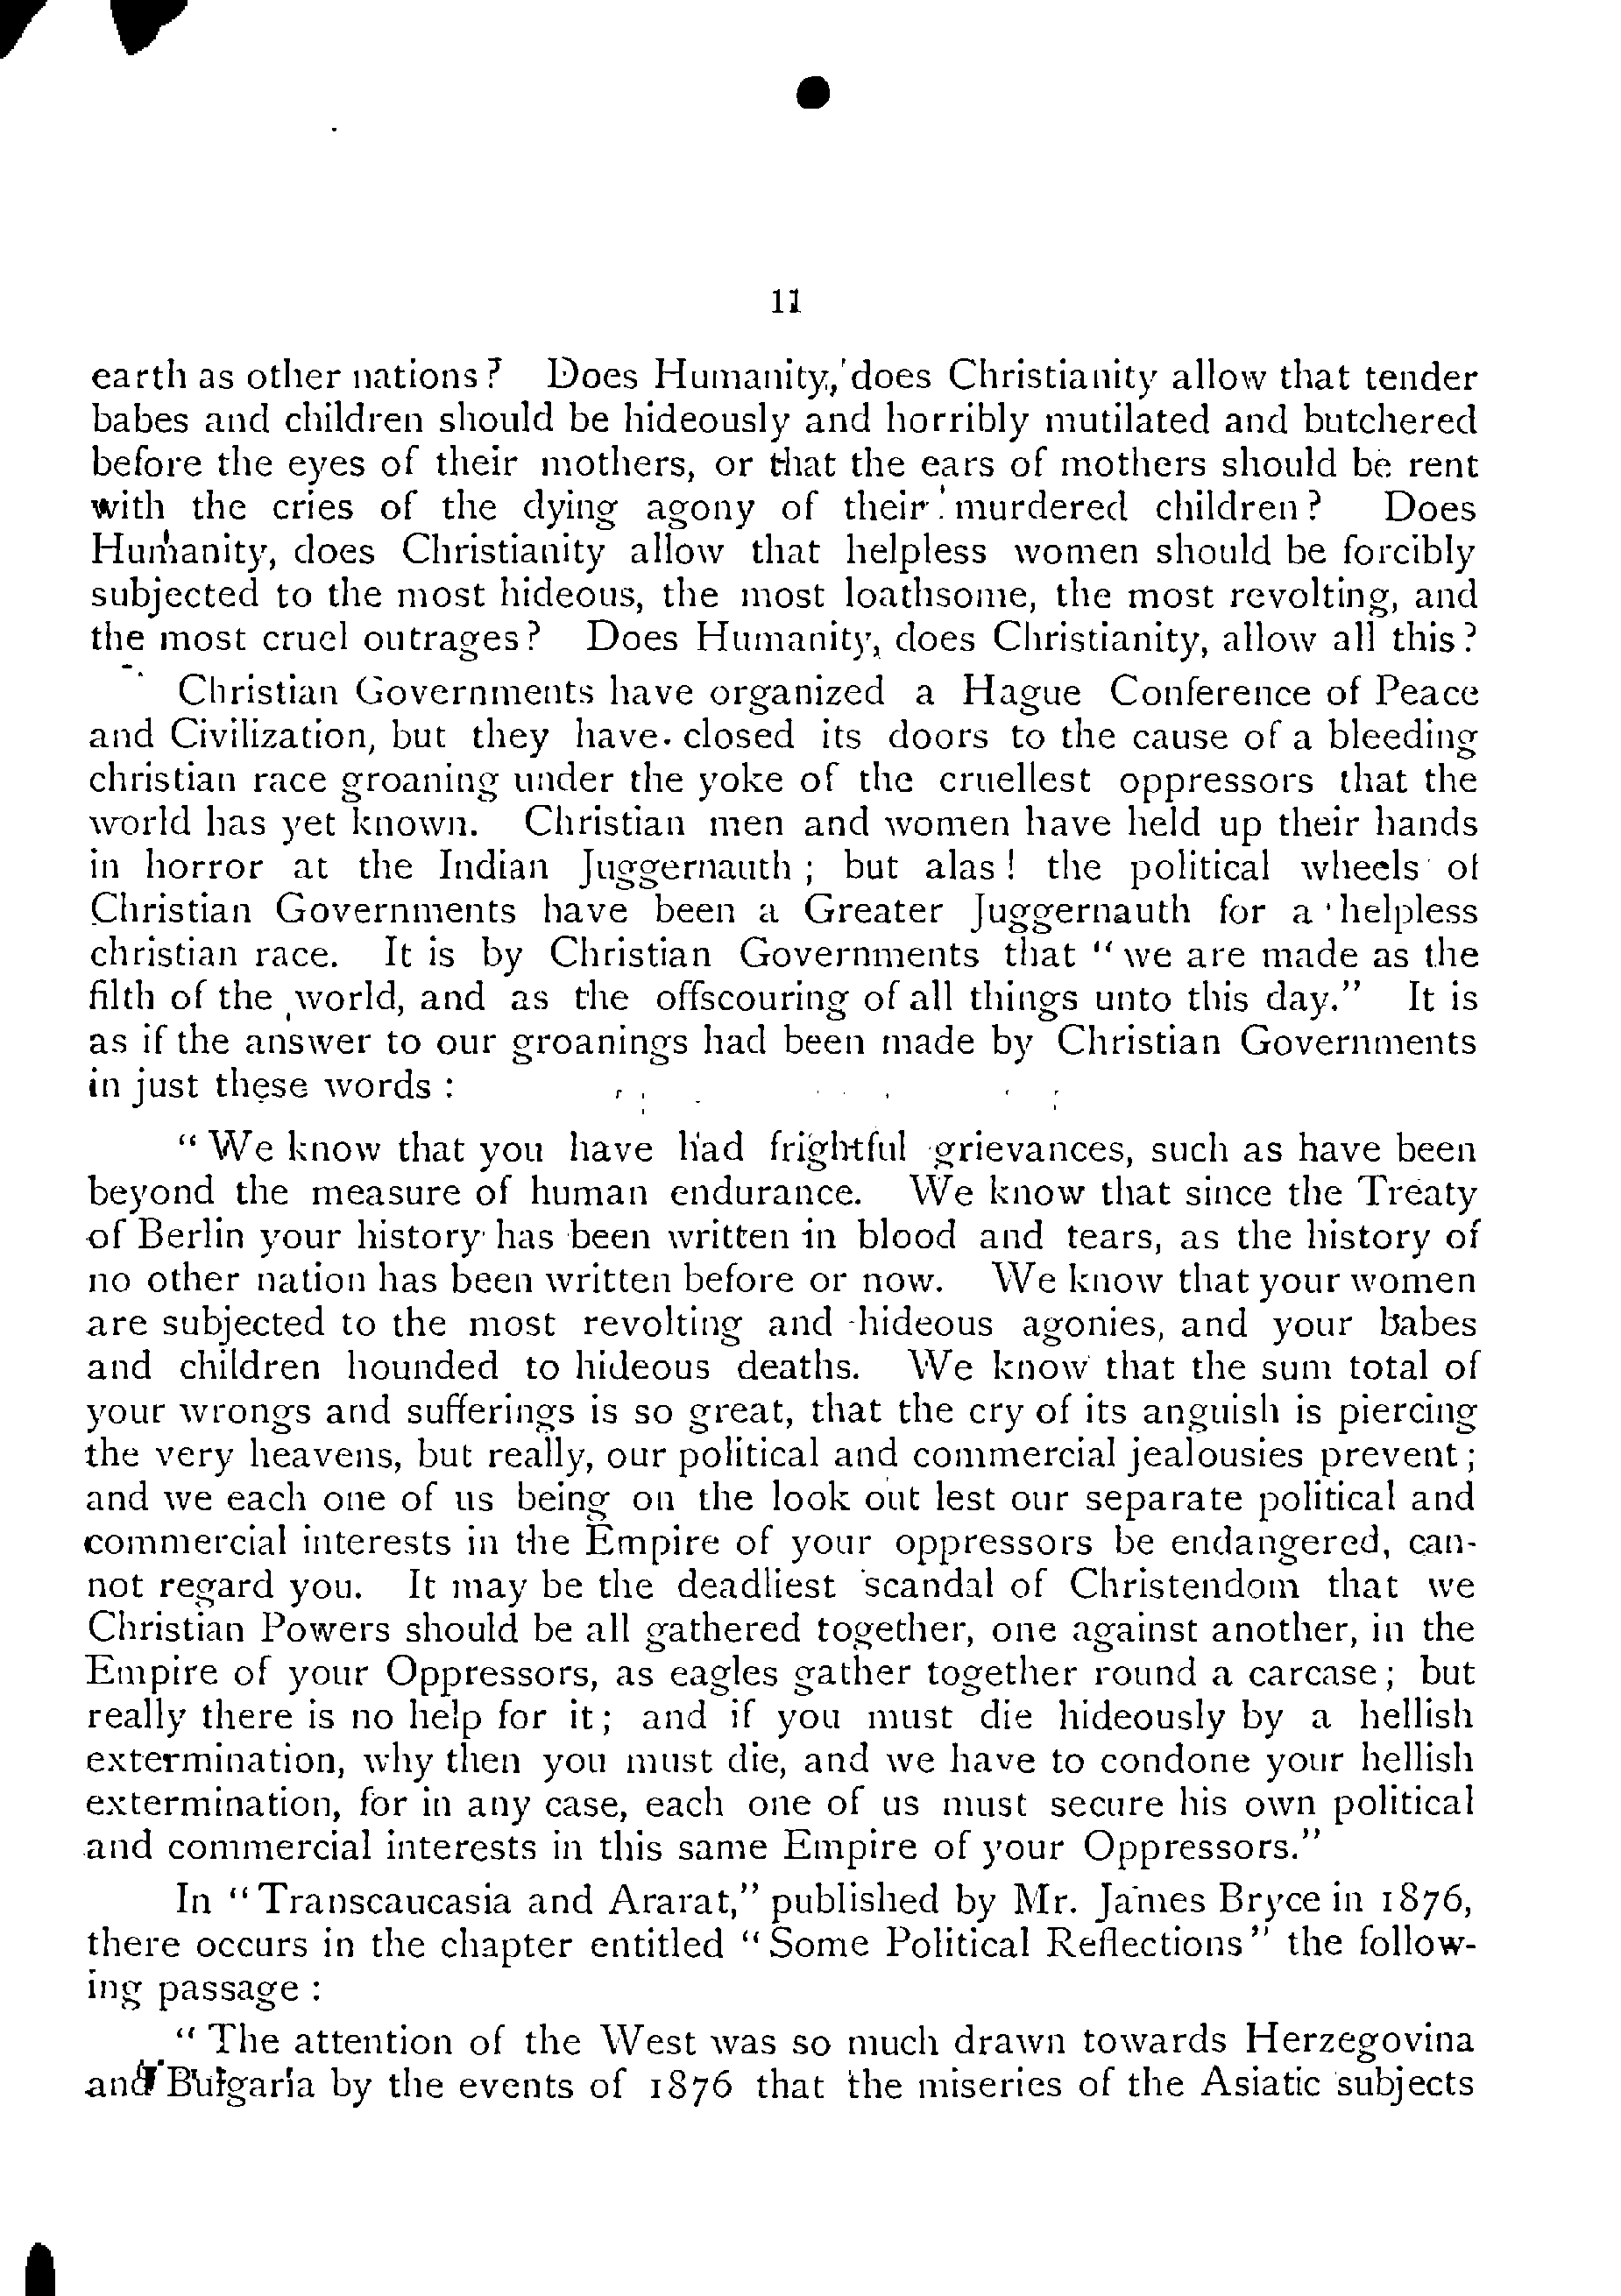 11
earth as other nations? Does Humanity, does Christianity allow that tender
babes and children should be hideously and horribly mutilated and butchered
before the eyes of their mothers, or that the ears of mothers should be rent
with the cries of the dying agony of their murdered children? Does
Humanity, does Christianity allow that helpless women should be forcibly
subjected to the most hideous, the most loathsome, the most revolting, and
the most cruel outrages? Does Humanity, does Christianity, allow all this?
Christian Governments have organized a Hague Conference of Peace
and Civilization, but they have closed its doors to the cause of a bleeding
christian race groaning under the yoke of the cruellest oppressors that the
world has yet known. Christian men and women have held up their hands
in horror at the Indian Juggernauth; but alas! the political wheels of
Christian Governments have been a Greater Juggernauth for a helpless
christian race. It is by Christian Governments that "we are made as the
filth of the world, and as the offscouring of all things unto this day." It is
as if the answer to our groanings had been made by Christian Governments
in just these words:
"We know that you have had frightful grievances, such as have been
beyond the measure of human endurance. We know that since the Treaty
of Berlin your history has been written in blood and tears, as the history of
no other nation has been written before or now. We know that your women
are subjected to the most revolting and hideous agonies, and your babes
and children hounded to hideous deaths. We know that the sum total of
your wrongs and sufferings is so great, that the cry of its anguish is piercing
the very heavens, but really, our political and commercial jealousies prevent;
and we each one of us being on the look out lest our separate political and
commercial interests in the Empire of your oppressors be endangered, can-
not regard you. It may be the deadliest scandal of Christendom that we
Christian Powers should be all gathered together, one against another, in the
Empire of your Oppressors, as eagles gather together round a carcase; but
really there is no help for it; and if you must die hideously by a hellish
extermination, why then you must die, and we have to condone your hellish
extermination, for in any case, each one of us must secure his own political
and commercial interests in this same Empire of your Oppressors."
In "Transcaucasia and Ararat," published by Mr. James Bryce in 1876,
there occurs in the chapter entitled "Some Political Reflections" the follow-
ing passage:
"The attention of the West was so much drawn towards Herzegovina
and Bulgaria by the events of 1876 that the miseries of the Asiatic subjects